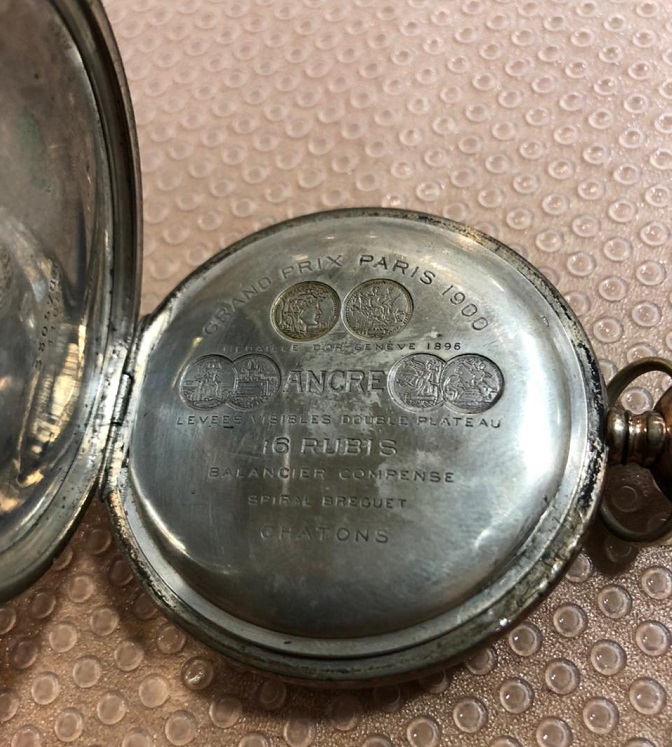 GRAND PRIX PARIS 1900
MEDAILLE D'OR GENÈVE 1896
ANCRE
LEVEES VISIBLES DOUBLE PLATEAU
16 RUBIS
BALANCIER COMPENSE
SPIRAL BREGUET
CHATONS